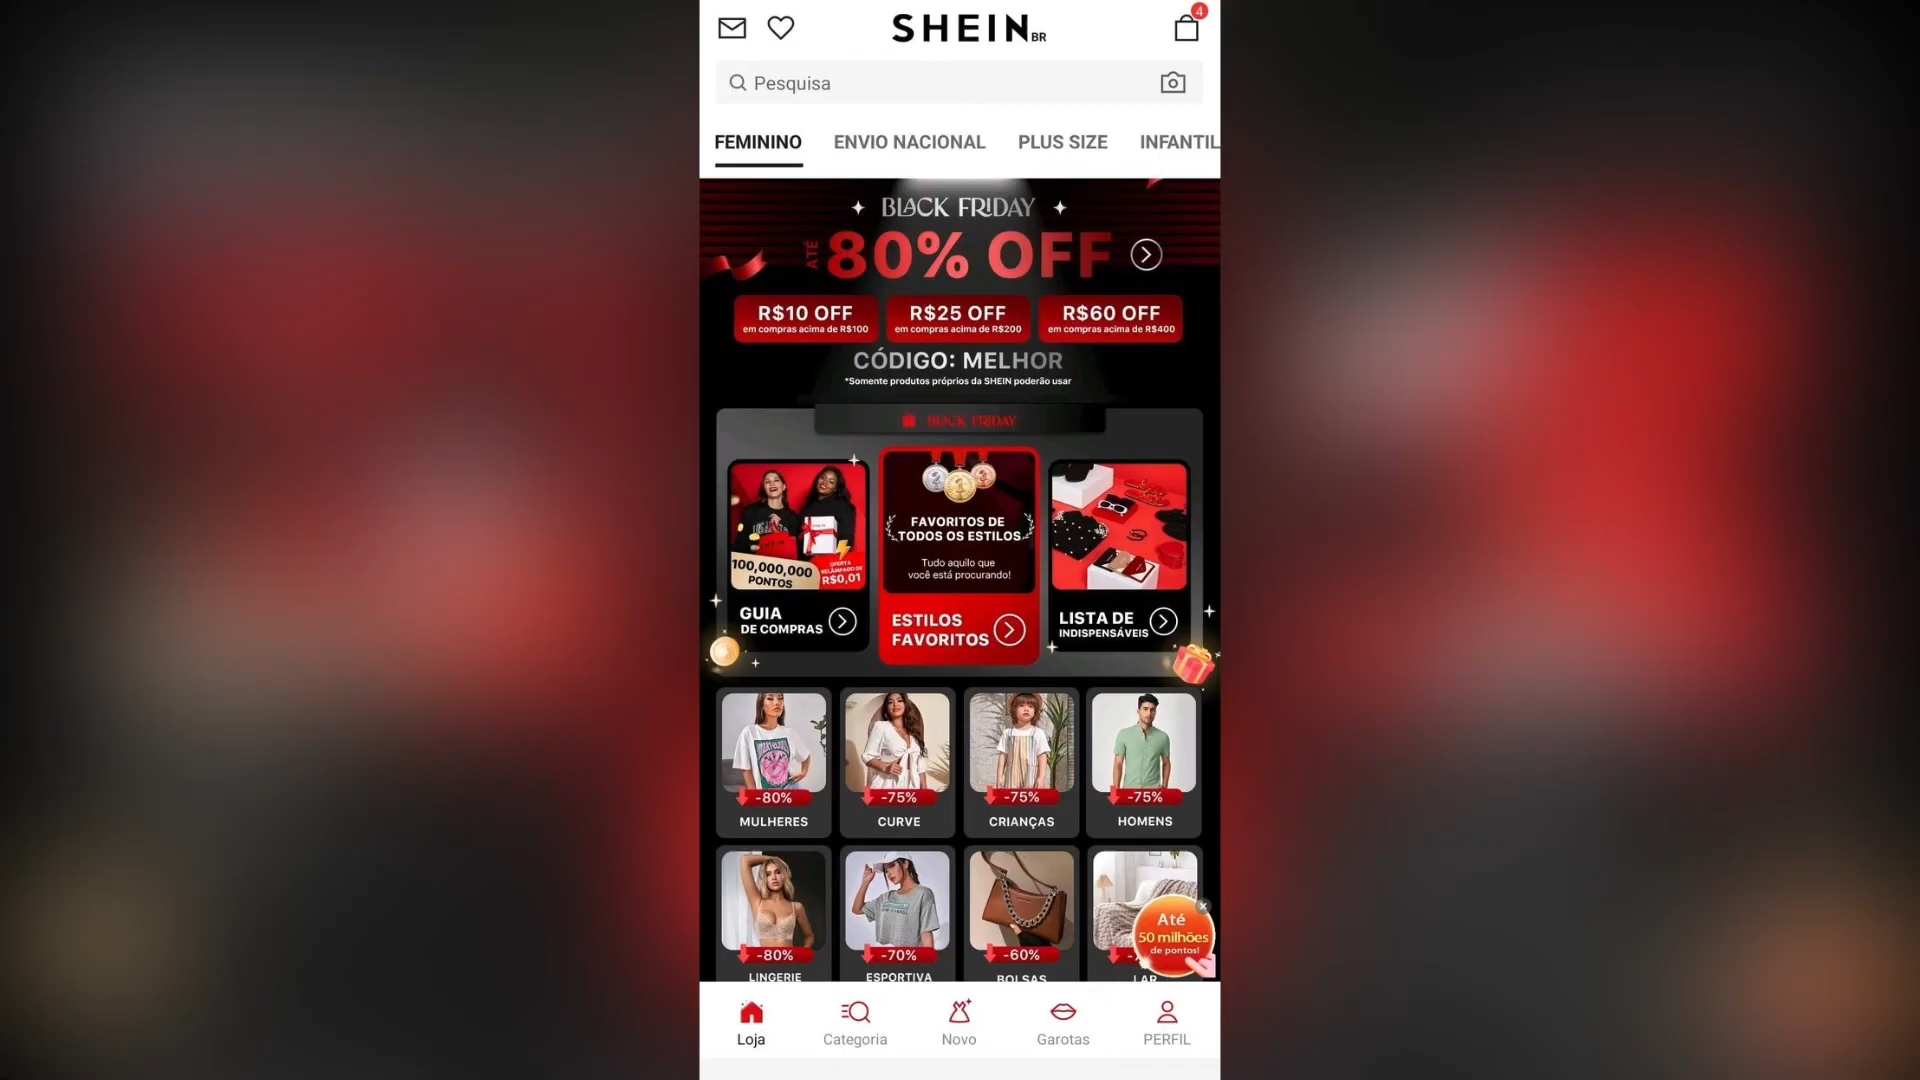 4
SHEIN BR
Pesquisa
FEMININO ENVIO NACIONAL PLUS SIZE INFANTIL
BLACK FRIDAY
ATÉ 80% OFF
R$10 OFF R$25 OFF R$60 OFF
em compras acima de R$100 em compras acima de R$200 em compras acima de R$400
CÓDIGO: MELHOR
*Somente produtos próprios da SHEIN poderão usar
BLACK FRIDAY
100,000,000
PONTOS
OFERTA
RELÂMPAGO DE
R$0,01
GUIA
DE COMPRAS
FAVORITOS DE
TODOS OS ESTILOS
Tudo aquilo que
você está procurando!
ESTILOS
FAVORITOS
LISTA DE
INDISPENSÁVEIS
-80% -75% -75% -75%
MULHERES CURVE CRIANÇAS HOMENS
-80% -70% -60%
LINGERIE ESPORTIVA BOLSAS LAR
Até
50 milhões
de pontos!
Loja Categoria Novo Garotas PERFIL